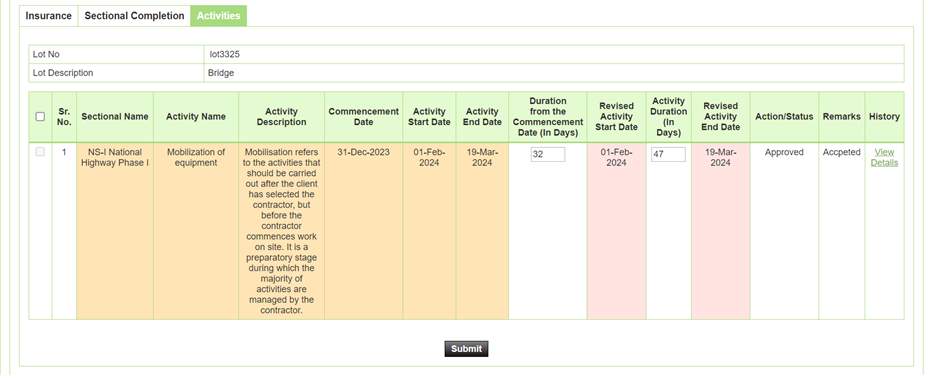 Insurance Sectional Completion Activities
Lot No lot3325
Lot Description Bridge
Sr. No. Sectional Name Activity Name Activity Description Commencement Date Activity Start Date Activity End Date Duration from the Commencement Date (In Days) Revised Activity Start Date Activity Duration (In Days) Revised Activity End Date Action/Status Remarks History
1 NS-I National Highway Phase I Mobilization of equipment Mobilisation refers to the activities that should be carried out after the client has selected the contractor, but before the contractor commences work on site. It is a preparatory stage during which the majority of activities are managed by the contractor. 31-Dec-2023 01-Feb-2024 19-Mar-2024 32 01-Feb-2024 47 19-Mar-2024 Approved Accpeted View Details
Submit